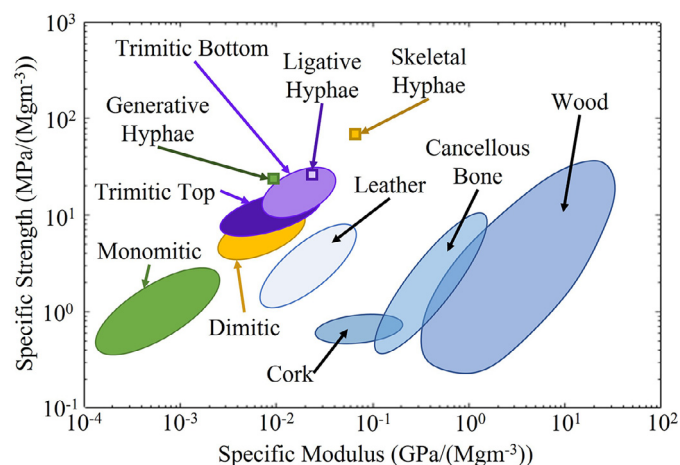 Specific Strength (MPa/(Mgm-3))
10³
10²
10¹
10⁰
10-1
Trimitic Bottom
Ligative
Hyphae
Skeletal
Hyphae
Generative
Hyphae
Wood
Cancellous
Bone
Trimitic Top
Leather
Monomitic
Dimitic
Cork
10-4
10-3
10-2
10-1
10⁰
10¹
10²
Specific Modulus (GPa/(Mgm-3))